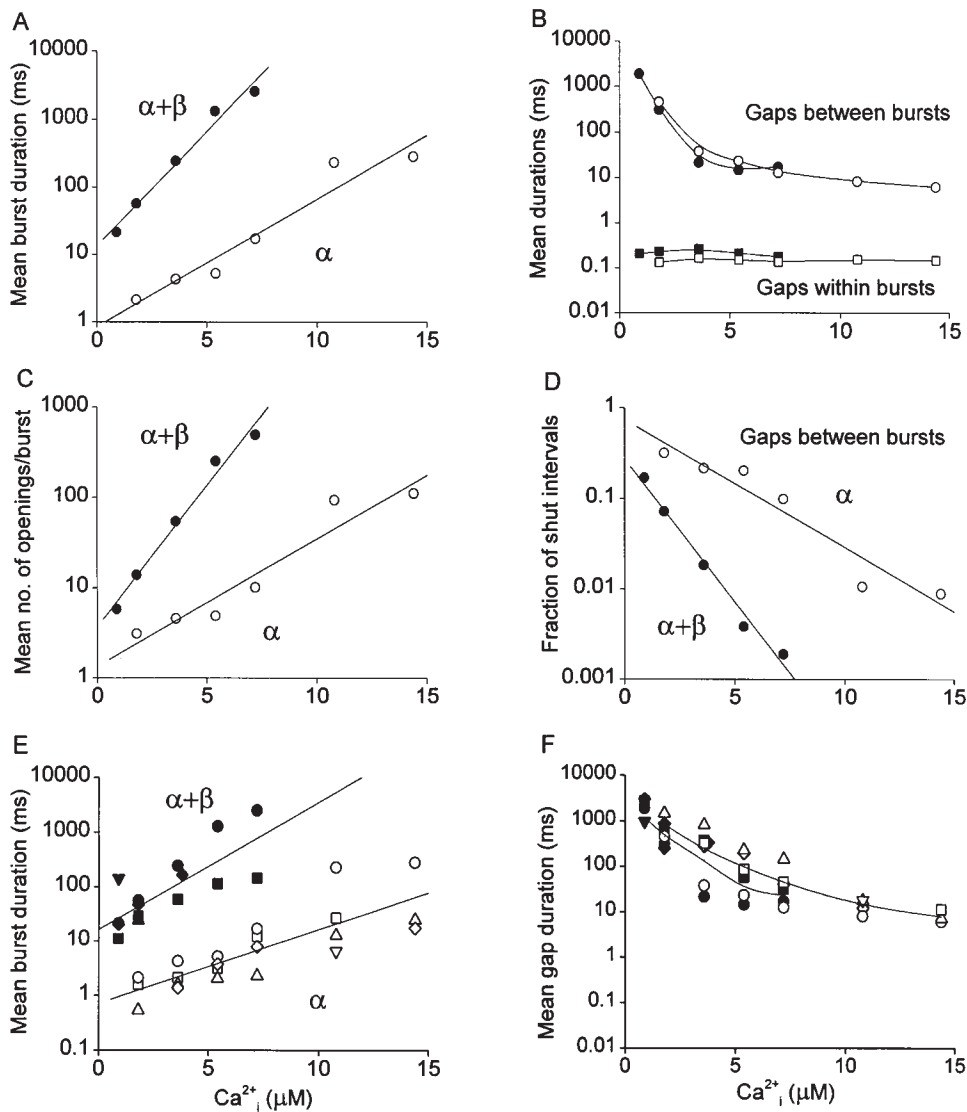 A
Mean burst duration (ms)
10000
1000
100
10
1
α+β
α
0
5
10
15
B
Mean durations (ms)
10000
1000
100
10
1
0.1
0.01
Gaps between bursts
Gaps within bursts
0
5
10
15
C
Mean no. of openings/burst
1000
100
10
1
α+β
α
0
5
10
15
D
Fraction of shut intervals
1
0.1
0.01
0.001
Gaps between bursts
α
α+β
0
5
10
15
E
Mean burst duration (ms)
10000
1000
100
10
1
0.1
α+β
α
0
5
10
15
Ca²⁺ᵢ (μM)
F
Mean gap duration (ms)
10000
1000
100
10
1
0.1
0.01
0
5
10
15
Ca²⁺ᵢ (μM)